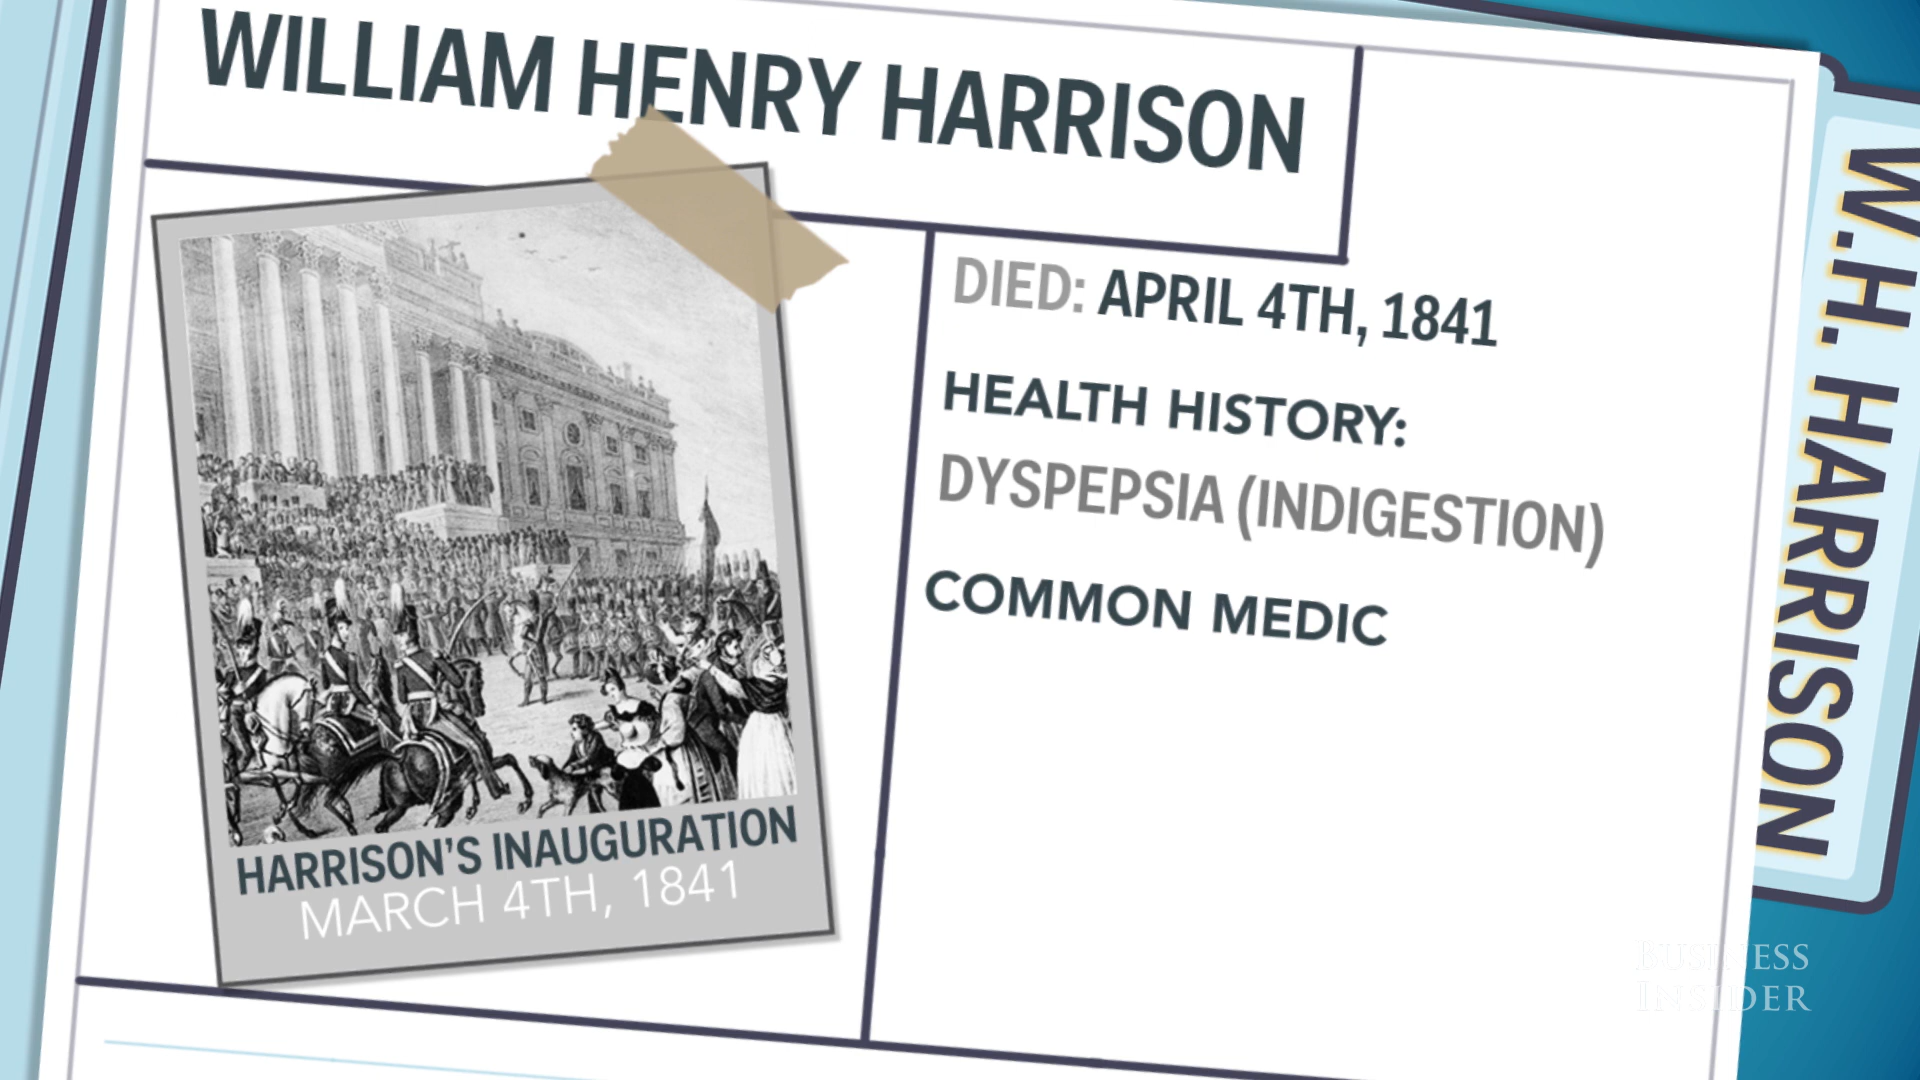 WILLIAM HENRY HARRISON
HARRISON'S INAUGURATION
MARCH 4TH, 1841
DIED: APRIL 4TH, 1841
HEALTH HISTORY:
DYSPEPSIA (INDIGESTION)
COMMON MEDIC
W.H. HARRISON
BUSINESS
INSIDER